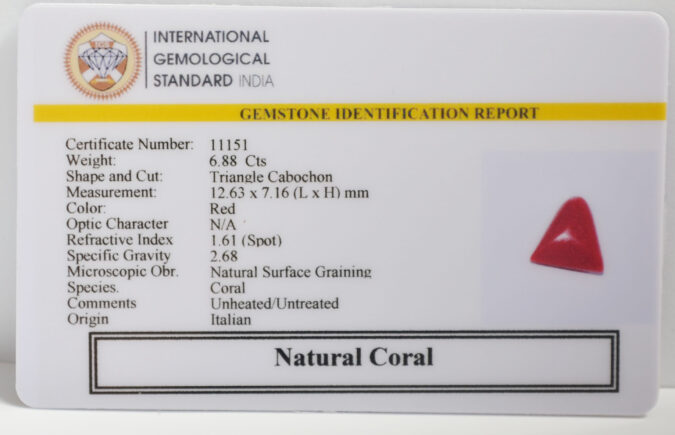 INTERNATIONAL
GEMOLOGICAL
STANDARD INDIA
GEMSTONE IDENTIFICATION REPORT
Certificate Number: 11151
Weight: 6.88 Cts
Shape and Cut: Triangle Cabochon
Measurement: 12.63 x 7.16 (L x H) mm
Color: Red
Optic Character N/A
Refractive Index 1.61 (Spot)
Specific Gravity 2.68
Microscopic Obr. Natural Surface Graining
Species. Coral
Comments Unheated/Untreated
Origin Italian
Natural Coral